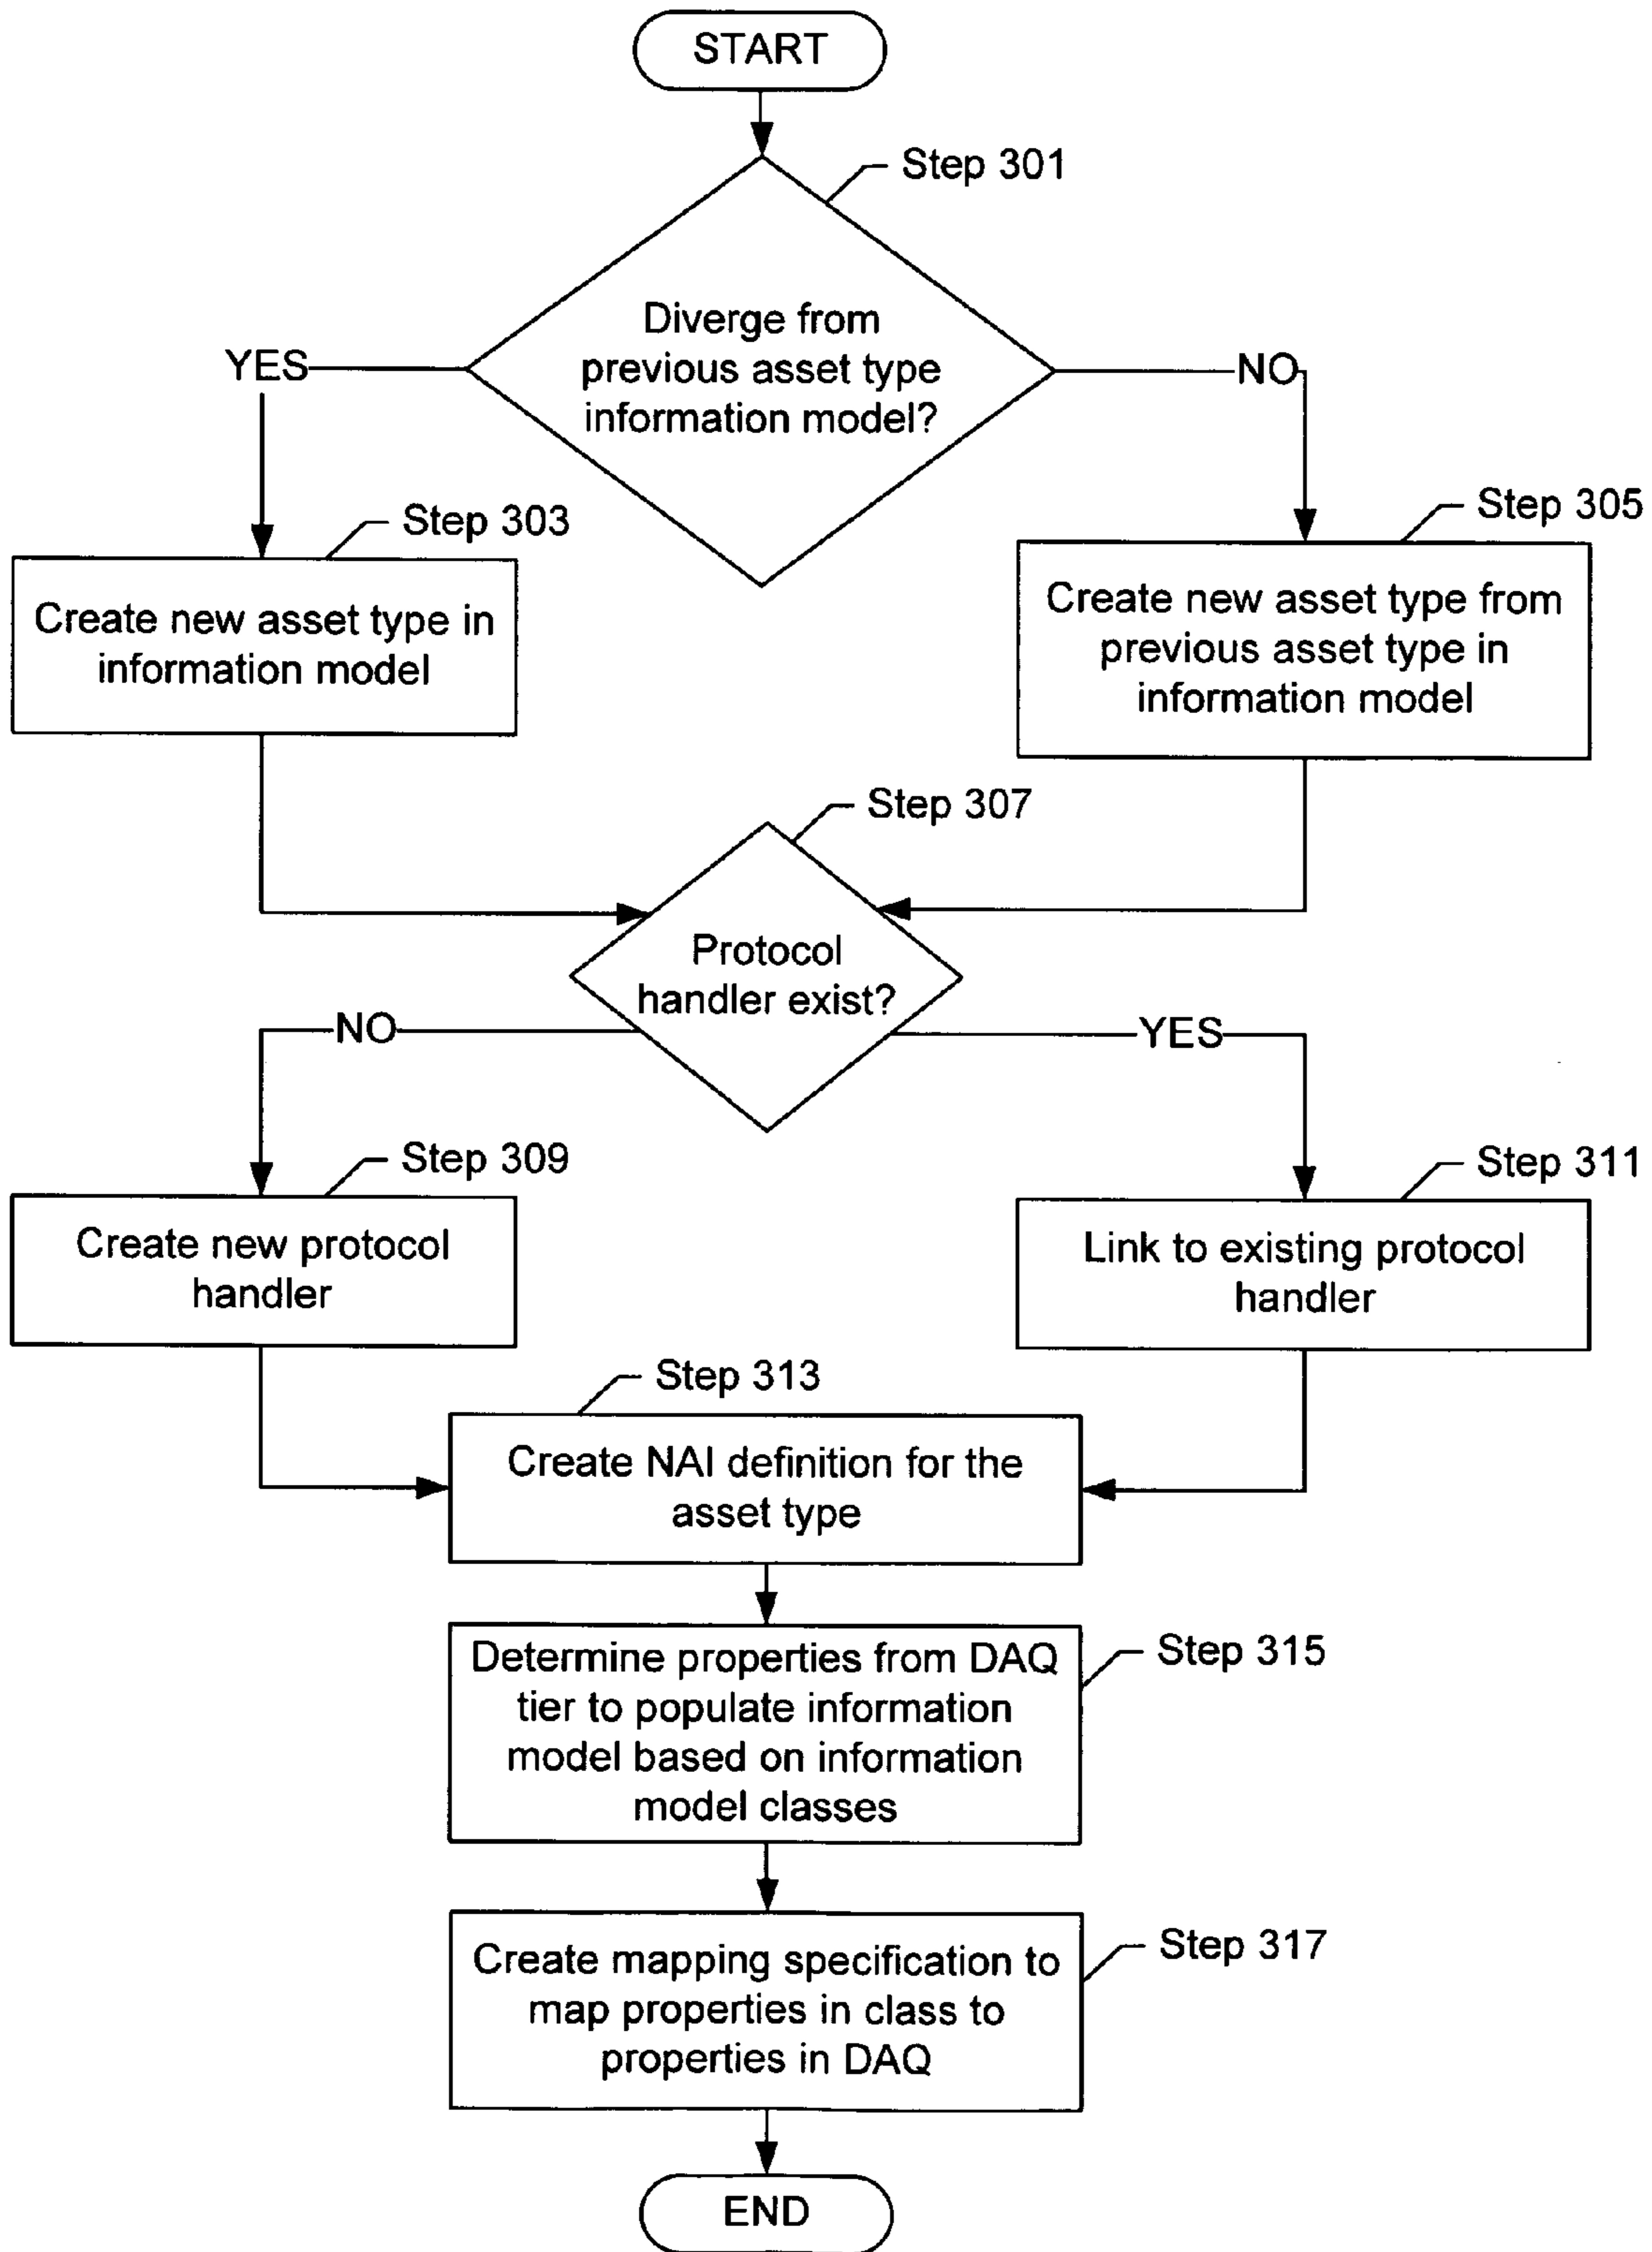 START
Step 301
Diverge from
previous asset type
information model?
YES
NO
Step 303
Step 305
Create new asset type in
information model
Create new asset type from
previous asset type in
information model
Step 307
Protocol
handler exist?
NO
YES
Step 309
Step 311
Create new protocol
handler
Link to existing protocol
handler
Step 313
Create NAI definition for the
asset type
Step 315
Determine properties from DAQ
tier to populate information
model based on information
model classes
Step 317
Create mapping specification to
map properties in class to
properties in DAQ
END